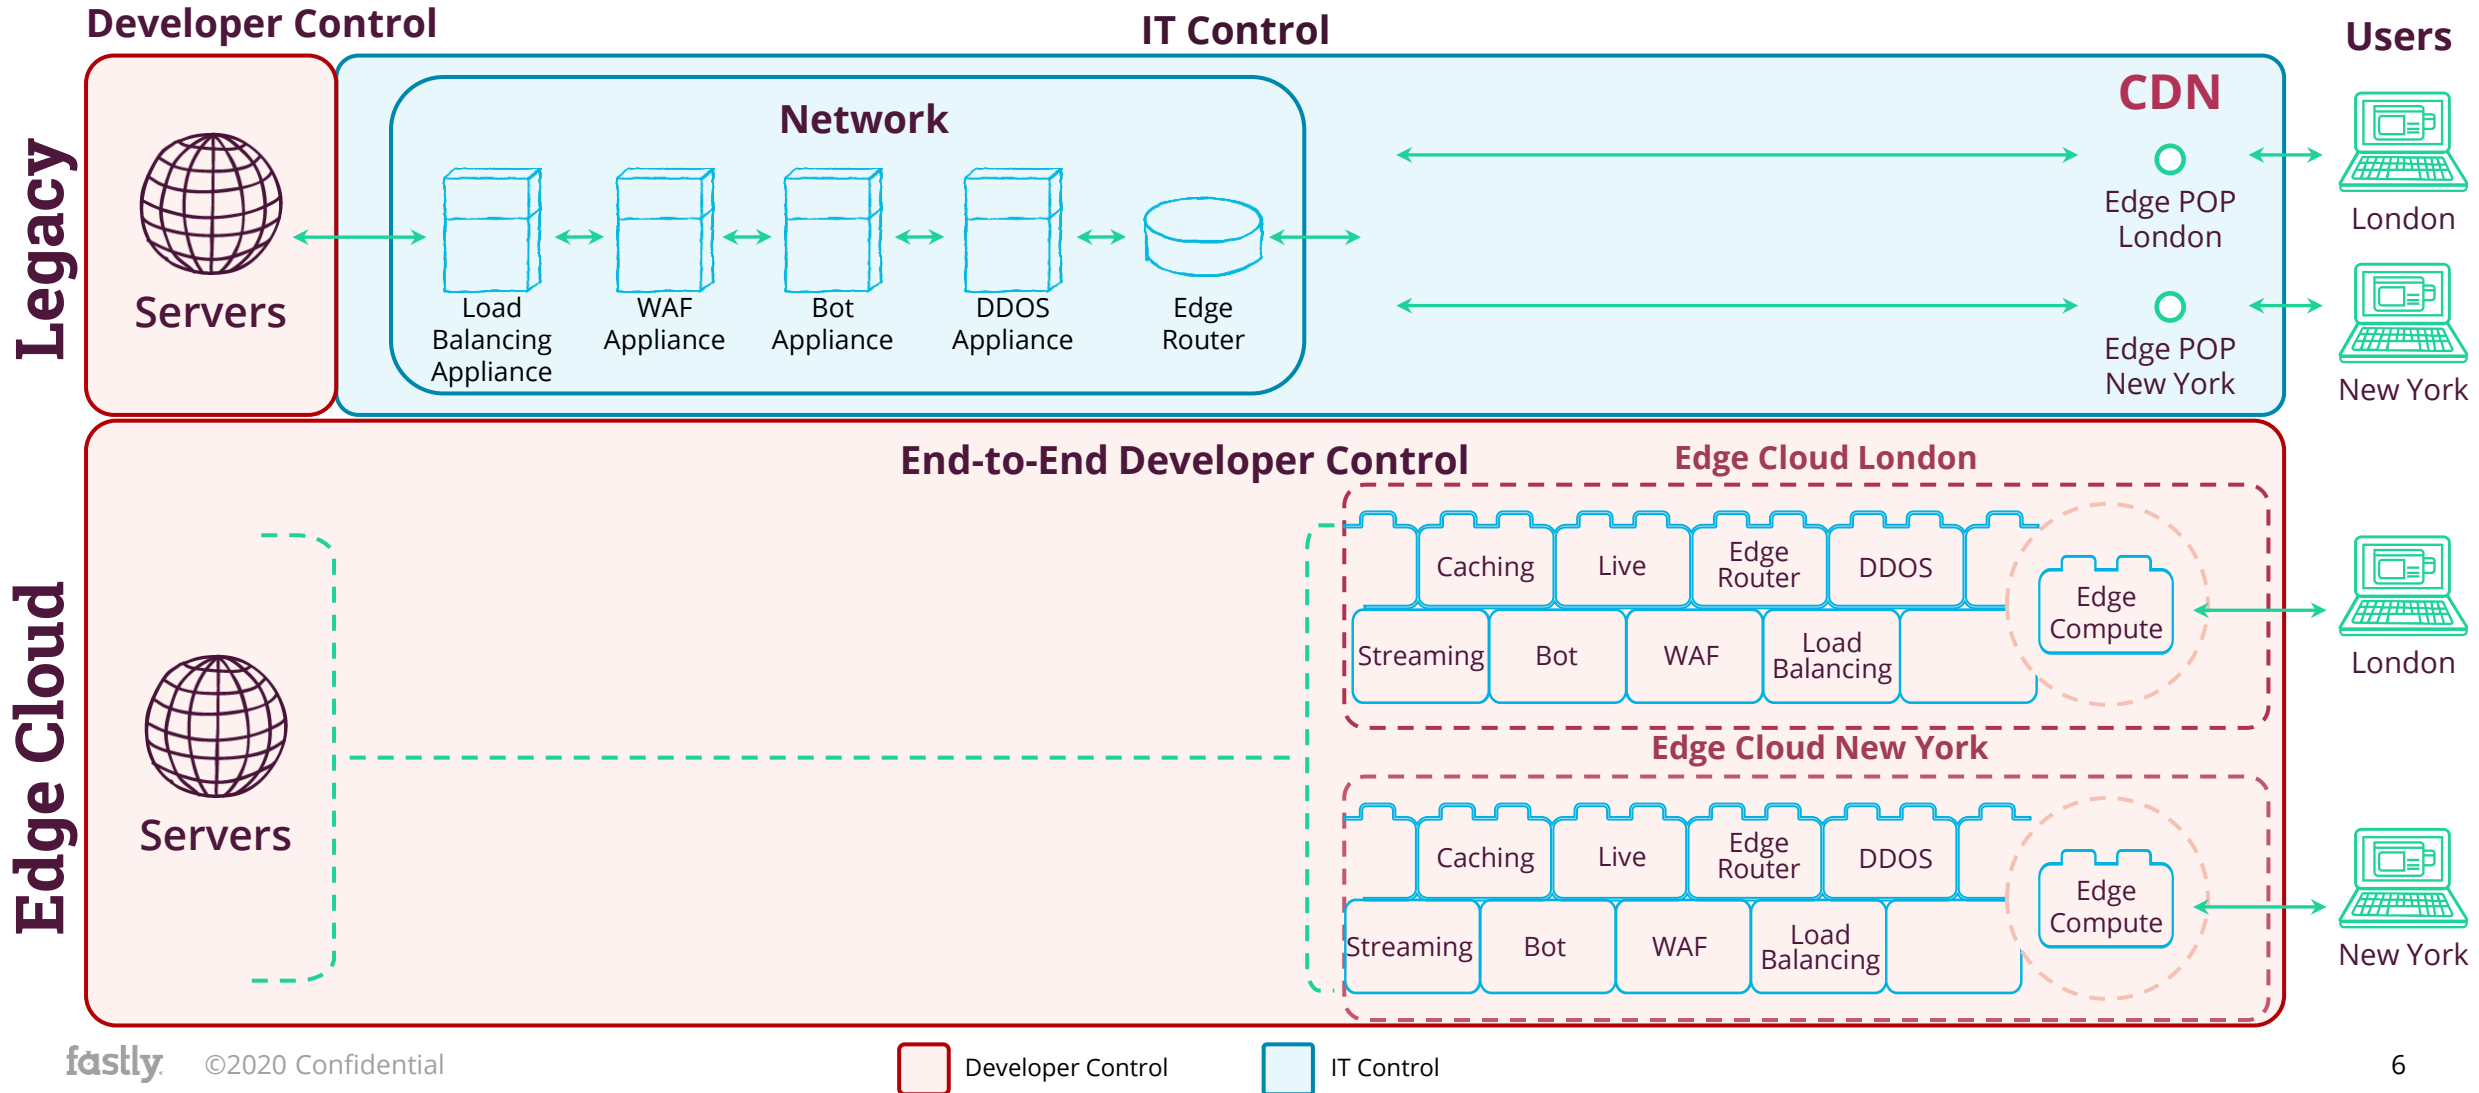 Developer Control
IT Control
Users
Legacy
Servers
Network
Load
Balancing
Appliance
WAF
Appliance
Bot
Appliance
DDOS
Appliance
Edge
Router
CDN
Edge POP
London
Edge POP
New York
London
New York
Edge Cloud
End-to-End Developer Control
Servers
Edge Cloud London
Caching
Live
Edge
Router
DDOS
Streaming
Bot
WAF
Load
Balancing
Edge
Compute
London
Edge Cloud New York
Caching
Live
Edge
Router
DDOS
Streaming
Bot
WAF
Load
Balancing
Edge
Compute
New York
fastly
©2020 Confidential
Developer Control
IT Control
6